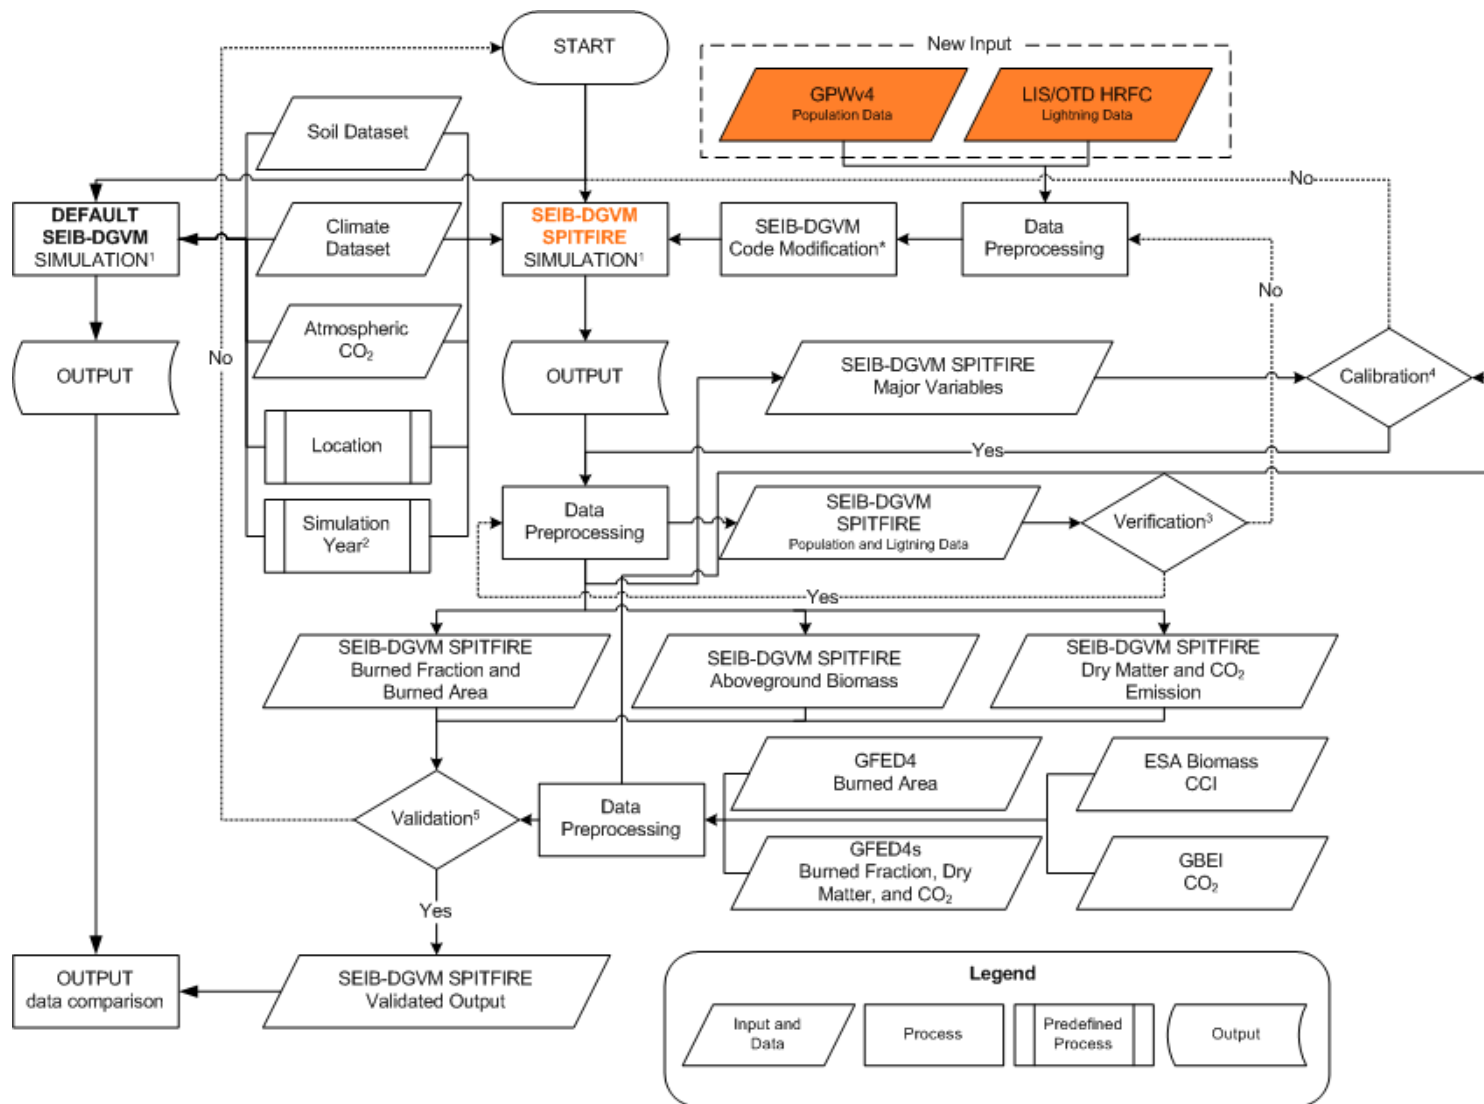 START
New Input
GPWv4
Population Data
LIS/OTD HRFC
Lightning Data
Soil Dataset
No
DEFAULT
SEIB-DGVM
SIMULATION¹
Climate
Dataset
SEIB-DGVM
SPITFIRE
SIMULATION¹
SEIB-DGVM
Code Modification*
Data
Preprocessing
No
Atmospheric
CO₂
No
OUTPUT
OUTPUT
SEIB-DGVM SPITFIRE
Major Variables
Calibration⁴
Location
Yes
Simulation
Year²
Data
Preprocessing
SEIB-DGVM
SPITFIRE
Population and Ligtning Data
Verification³
Yes
SEIB-DGVM SPITFIRE
Burned Fraction and
Burned Area
SEIB-DGVM SPITFIRE
Aboveground Biomass
SEIB-DGVM SPITFIRE
Dry Matter and CO₂
Emission
GFED4
Burned Area
ESA Biomass
CCI
Validation⁵
Data
Preprocessing
GFED4s
Burned Fraction, Dry
Matter, and CO₂
GBEI
CO₂
Yes
OUTPUT
data comparison
SEIB-DGVM SPITFIRE
Validated Output
Legend
Input and
Data
Process
Predefined
Process
Output